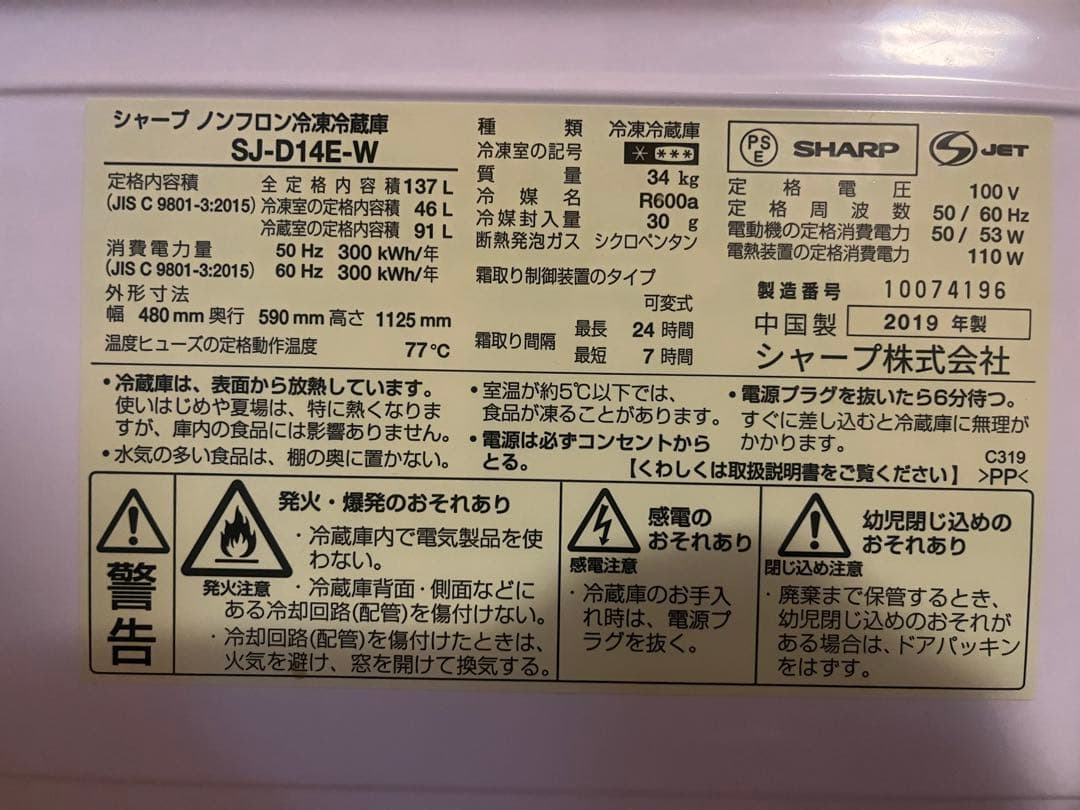 シャープ ノンフロン冷凍冷蔵庫
SJ-D14E-W
定格内容積 全定格内容積 137 L
(JIS C 9801-3:2015) 冷凍室の定格内容積 46 L
冷蔵室の定格内容積 91 L
消費電力量 50 Hz 300 kWh/年
(JIS C 9801-3:2015) 60 Hz 300 kWh/年
外形寸法
幅 480 mm 奥行 590 mm 高さ 1125 mm
温度ヒューズの定格動作温度 77℃
種類 冷凍冷蔵庫
冷凍室の記号 * ***
質量 34 kg
冷媒名 R600a
冷媒封入量 30 g
断熱発泡ガス シクロペンタン
霜取り制御装置のタイプ
可変式
霜取り間隔 最長 24 時間
最短 7 時間
PSE SHARP S JET
定格電圧 100 V
定格周波数 50 / 60 Hz
電動機の定格消費電力 50 / 53 W
電熱装置の定格消費電力 110 W
製造番号 10074196
中国製 2019 年製
シャープ株式会社
・冷蔵庫は、表面から放熱しています。
使いはじめや夏場は、特に熱くなりま
すが、庫内の食品には影響ありません。
・水気の多い食品は、棚の奥に置かない。
・室温が約5℃以下では、
食品が凍ることがあります。
・電源は必ずコンセントから
とる。
・電源プラグを抜いたら6分待つ。
すぐに差し込むと冷蔵庫に無理が
かかります。
【くわしくは取扱説明書をご覧ください】
C319
>PP<
警告
発火・爆発のおそれあり
発火注意
・冷蔵庫内で電気製品を使
わない。
・冷蔵庫背面・側面などに
ある冷却回路(配管)を傷付けない。
・冷却回路(配管)を傷付けたときは、
火気を避け、窓を開けて換気する。
感電の
おそれあり
感電注意
・冷蔵庫のお手入
れ時は、電源プ
ラグを抜く。
幼児閉じ込めの
おそれあり
閉じ込め注意
・廃棄まで保管するとき、
幼児閉じ込めのおそれが
ある場合は、ドアパッキン
をはずす。